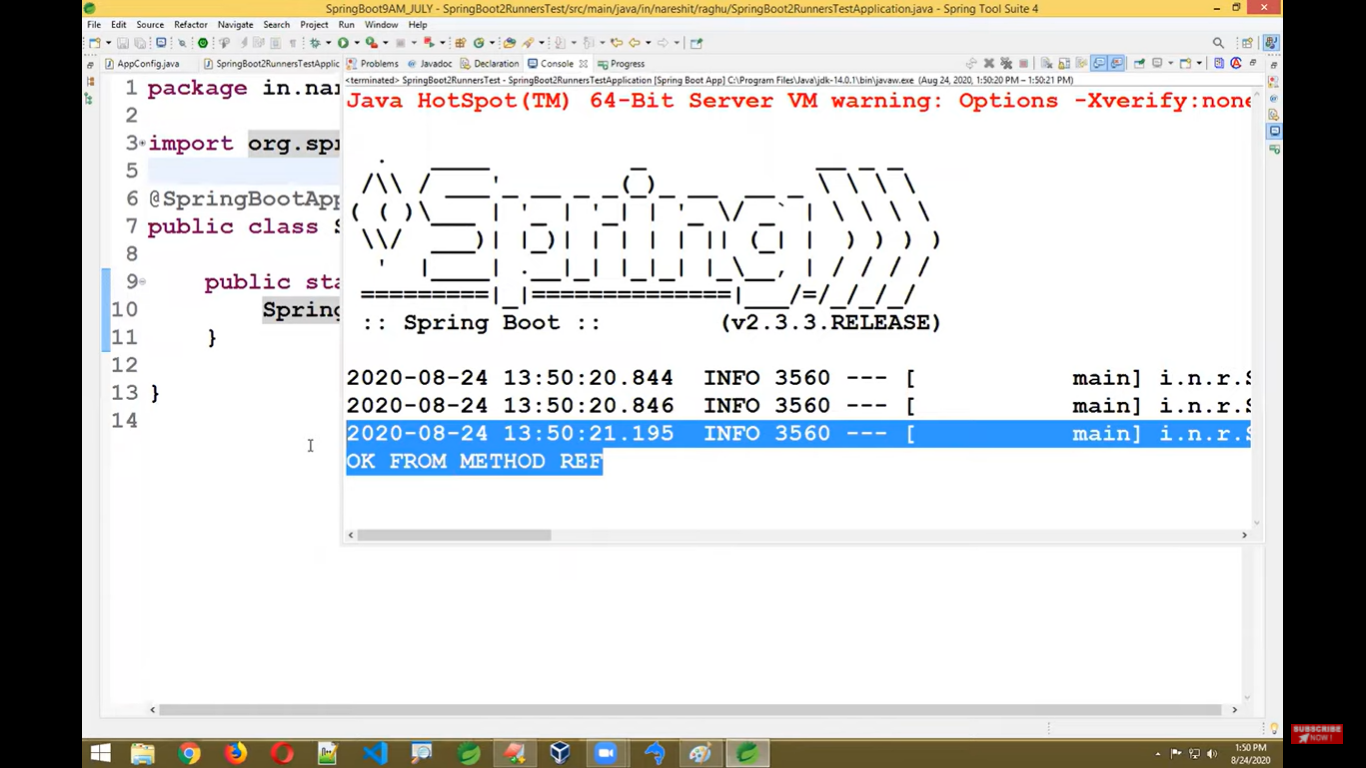 SpringBoot9AM_JULY - SpringBoot2RunnersTest/src/main/java/in/nareshit/raghu/SpringBoot2RunnersTestApplication.java - Spring Tool Suite 4
File Edit Source Refactor Navigate Search Project Run Window Help
AppConfig.java SpringBoot2RunnersTestApplic Problems Javadoc Declaration Console Progress
<terminated> SpringBoot2RunnersTest - SpringBoot2RunnersTestApplication [Spring Boot App] C:\Program Files\Java\jdk-14.0.1\bin\javaw.exe (Aug 24, 2020, 1:50:20 PM – 1:50:21 PM)
1 package in.nar
2
3 import org.spr
5
6 @SpringBootApp
7 public class S
8
9 public sta
10 Spring
11 }
12
13 }
14
Java HotSpot(TM) 64-Bit Server VM warning: Options -Xverify:none
Spring
:: Spring Boot :: (v2.3.3.RELEASE)
2020-08-24 13:50:20.844 INFO 3560 --- [ main] i.n.r.S
2020-08-24 13:50:20.846 INFO 3560 --- [ main] i.n.r.S
2020-08-24 13:50:21.195 INFO 3560 --- [ main] i.n.r.S
OK FROM METHOD REF
SUBSCRIBE
NOW !
1:50 PM
8/24/2020